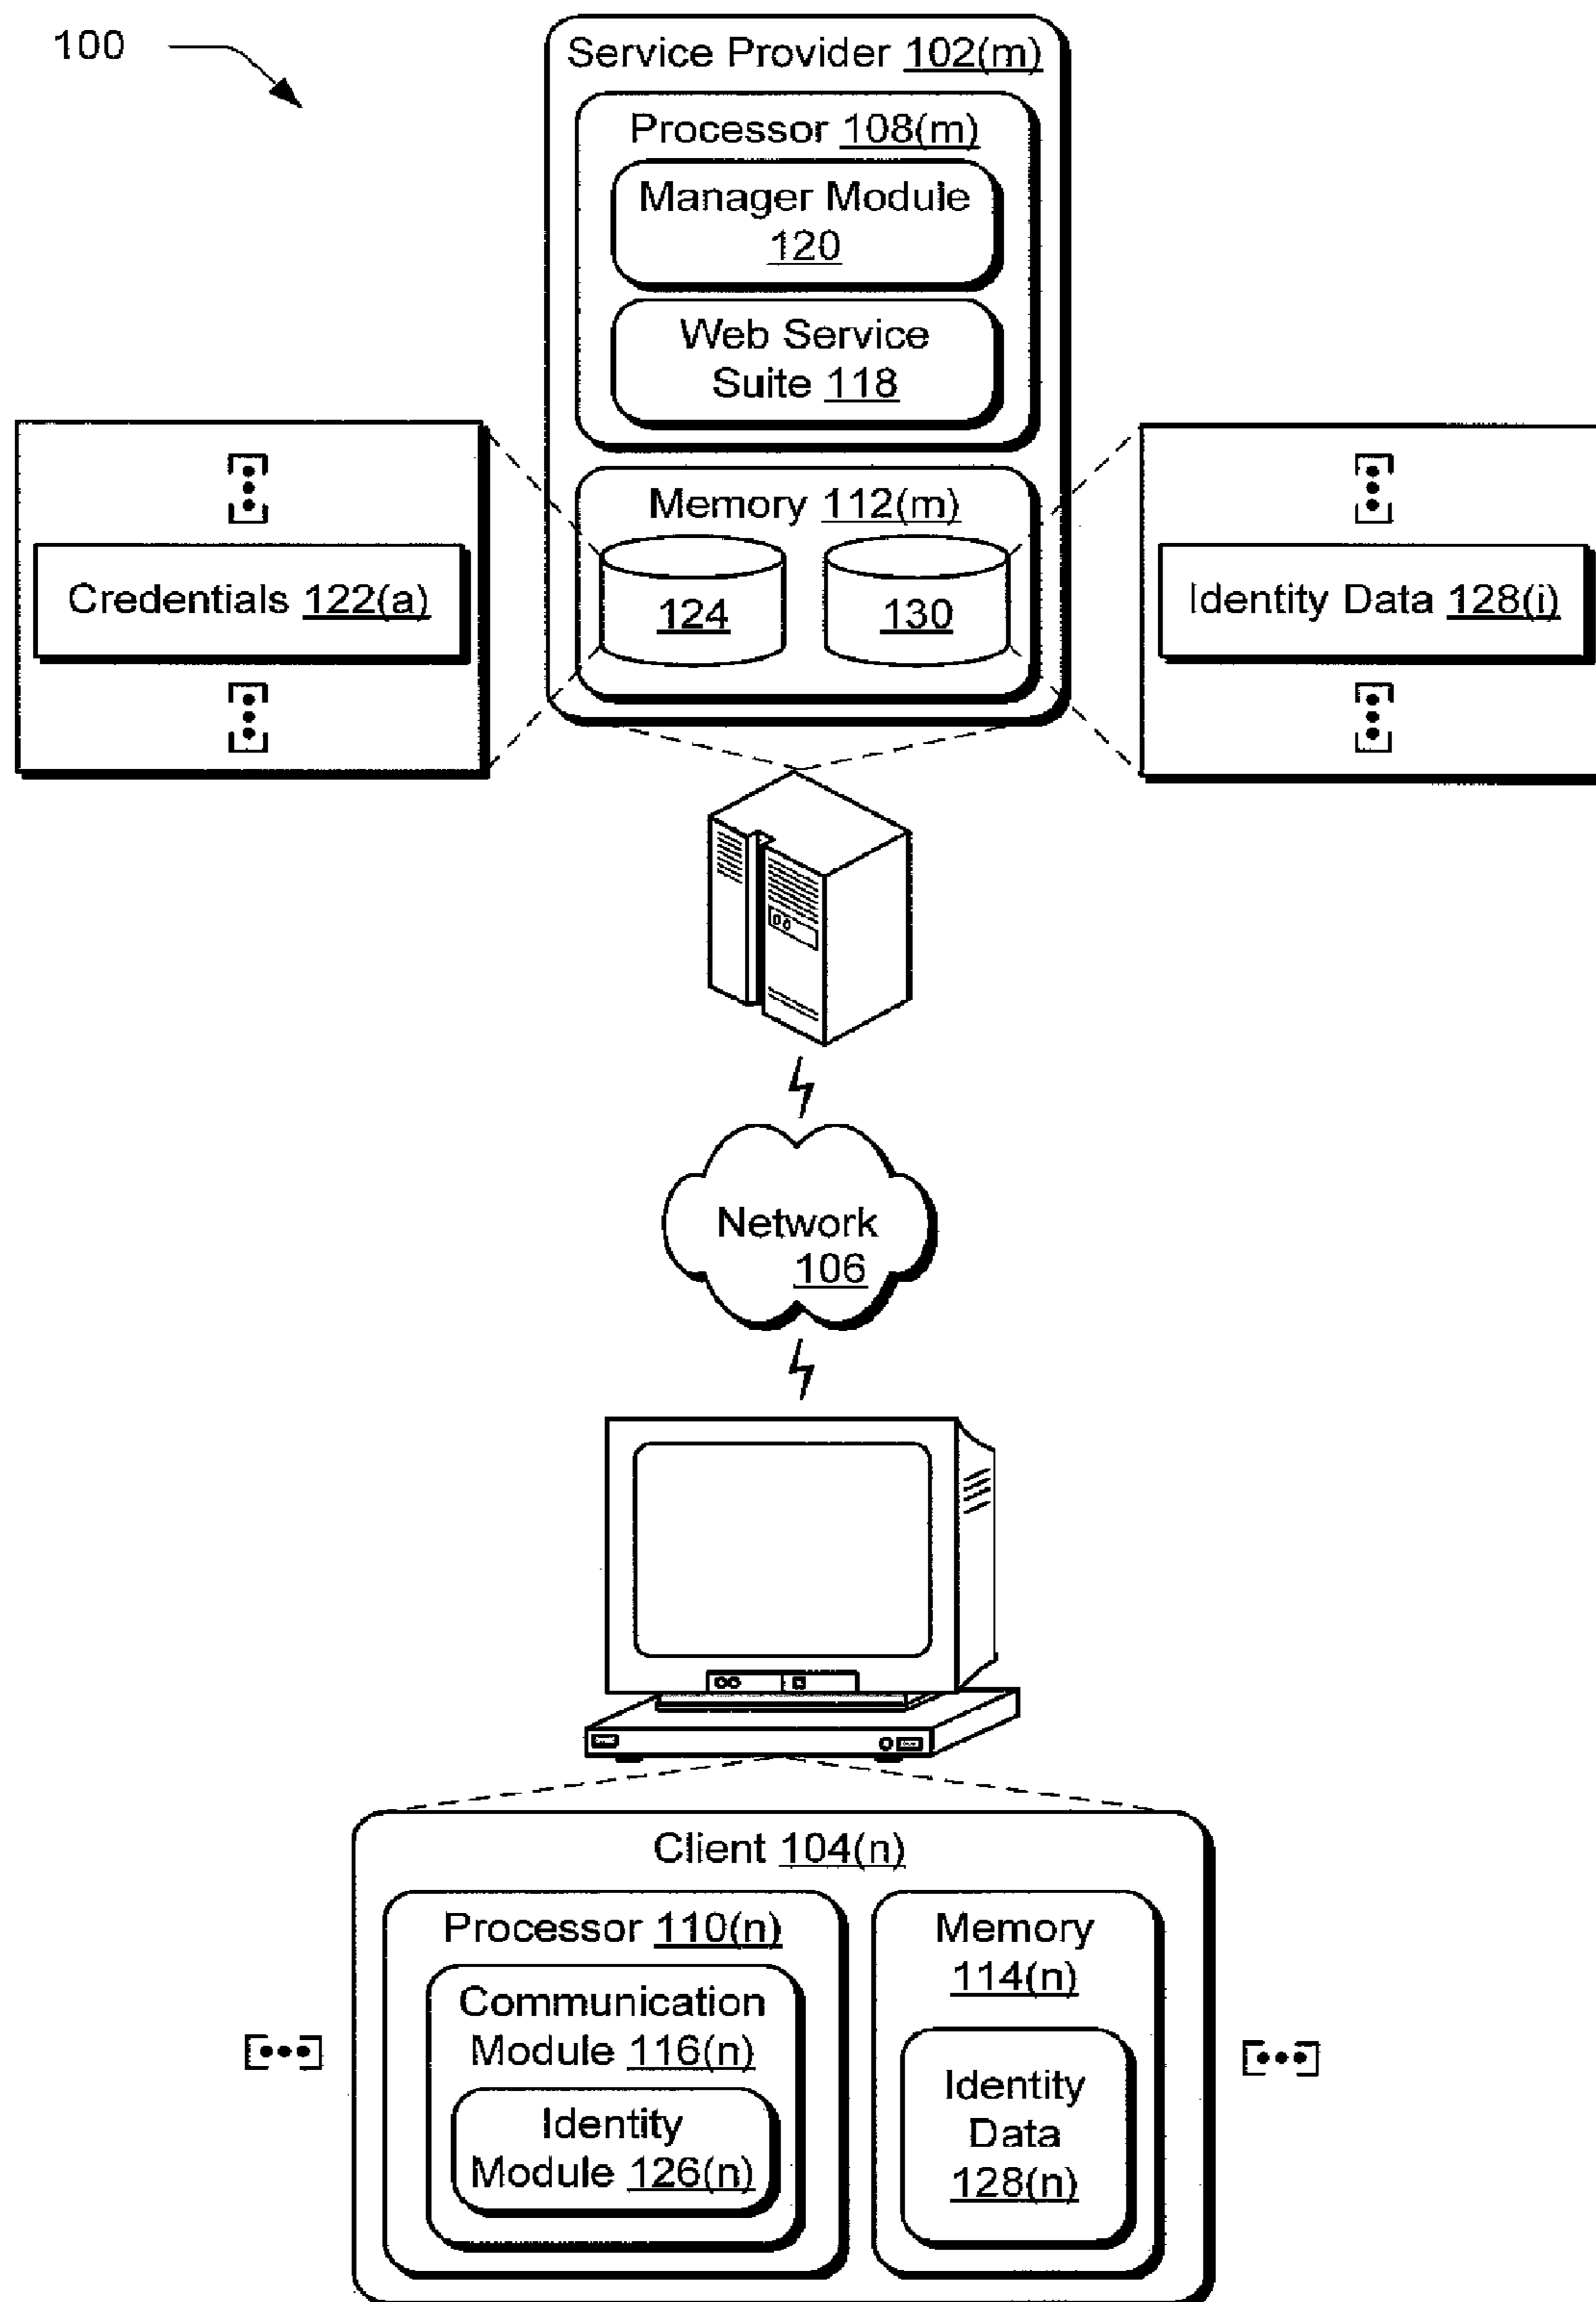 100
Service Provider 102(m)
Processor 108(m)
Manager Module
120
Web Service
Suite 118
Memory 112(m)
124
130
Credentials 122(a)
Identity Data 128(i)
Network
106
Client 104(n)
Processor 110(n)
Communication
Module 116(n)
Identity
Module 126(n)
Memory
114(n)
Identity
Data
128(n)